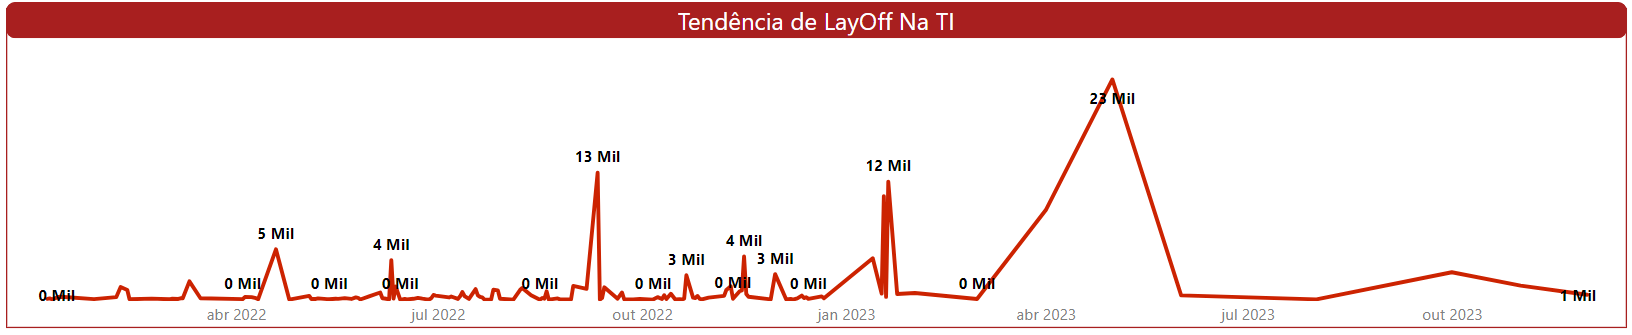 Tendência de LayOff Na TI
23 Mil
13 Mil
12 Mil
5 Mil
4 Mil
4 Mil
3 Mil
3 Mil
0 Mil
0 Mil
0 Mil
0 Mil
0 Mil
0 Mil
0 Mil
0 Mil
0 Mil
1 Mil
abr 2022
jul 2022
out 2022
jan 2023
abr 2023
jul 2023
out 2023